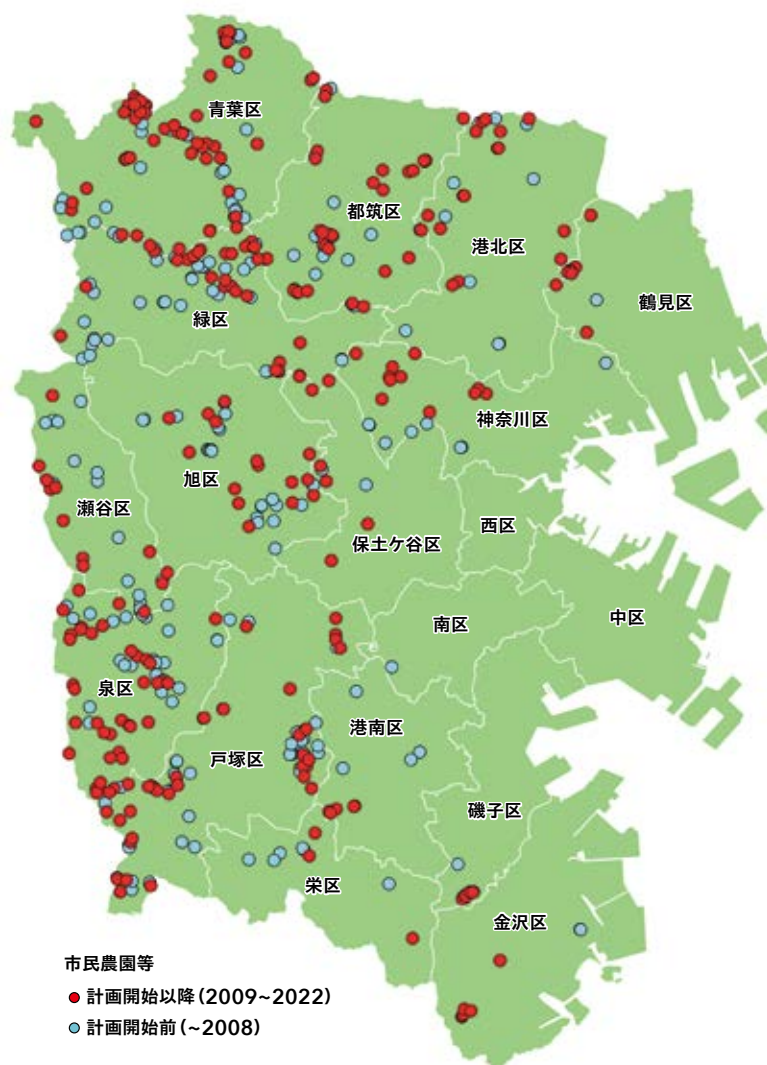 青葉区
都筑区
港北区
鶴見区
緑区
神奈川区
旭区
瀬谷区
西区
保土ケ谷区
中区
南区
泉区
港南区
戸塚区
磯子区
栄区
金沢区
市民農園等
計画開始以降(2009~2022)
計画開始前(~2008)